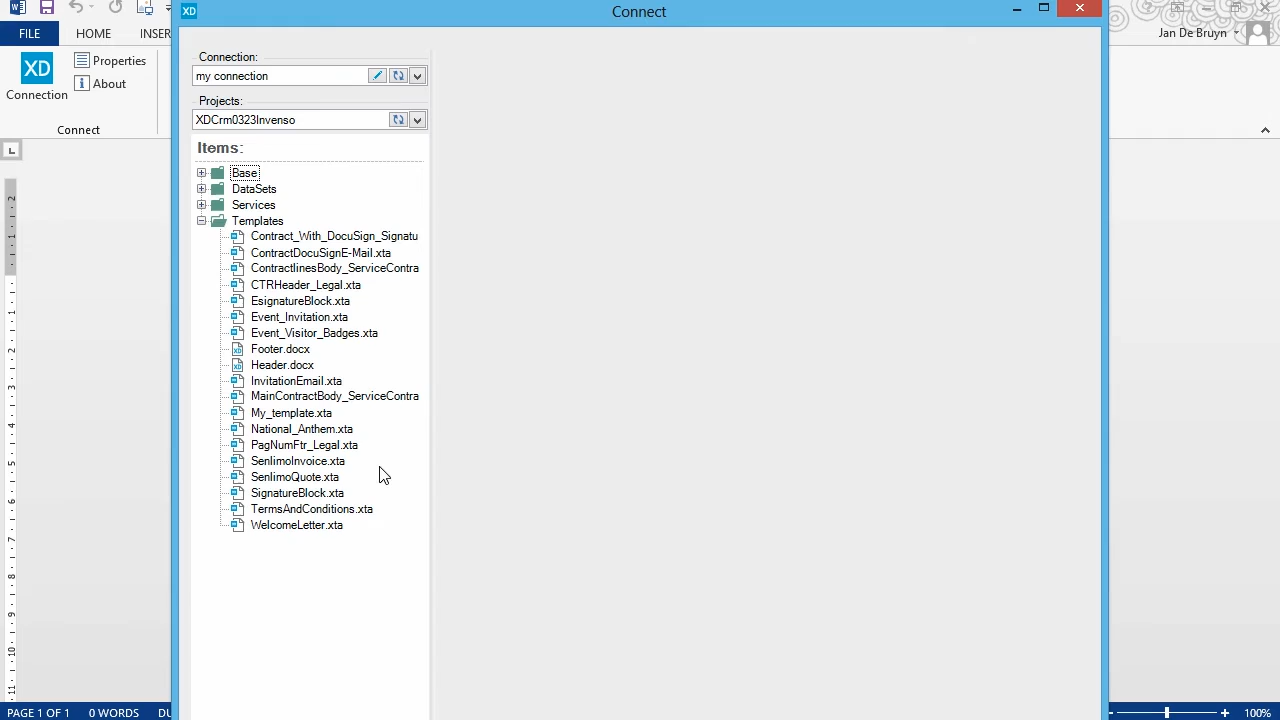 XD
Connect
FILE
HOME
INSER
Jan De Bruyn
XD
Connection
Properties
About
Connect
Connection:
my connection
Projects:
XDCrm0323Invenso
Items:
Base
DataSets
Services
Templates
Contract_With_DocuSign_Signatu
ContractDocuSignE-Mail.xta
ContractlinesBody_ServiceContra
CTRHeader_Legal.xta
EsignatureBlock.xta
Event_Invitation.xta
Event_Visitor_Badges.xta
Footer.docx
Header.docx
InvitationEmail.xta
MainContractBody_ServiceContra
My_template.xta
National_Anthem.xta
PagNumFtr_Legal.xta
SenlimoInvoice.xta
SenlimoQuote.xta
SignatureBlock.xta
TermsAndConditions.xta
WelcomeLetter.xta
PAGE 1 OF 1
0 WORDS
DU
100%